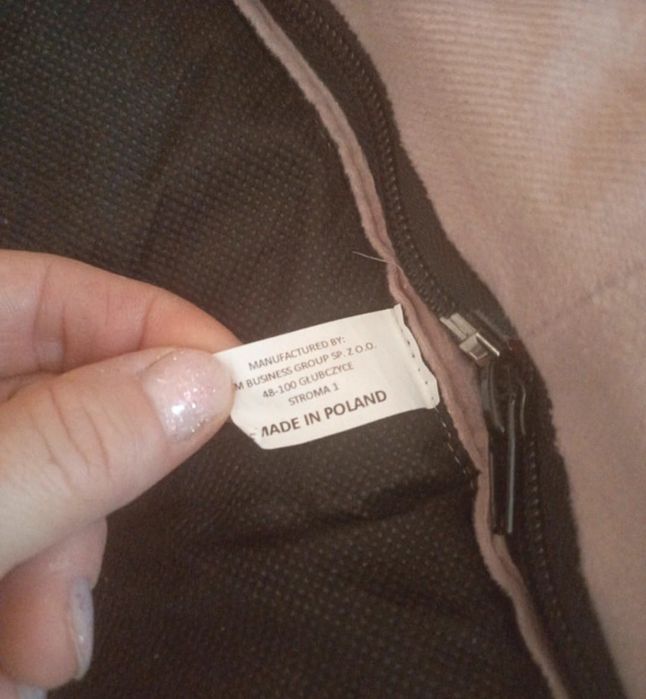 MANUFACTURED BY:
M BUSINESS GROUP SP. Z O.O.
48-100 GŁUBCZYCE
STROMA 1
MADE IN POLAND